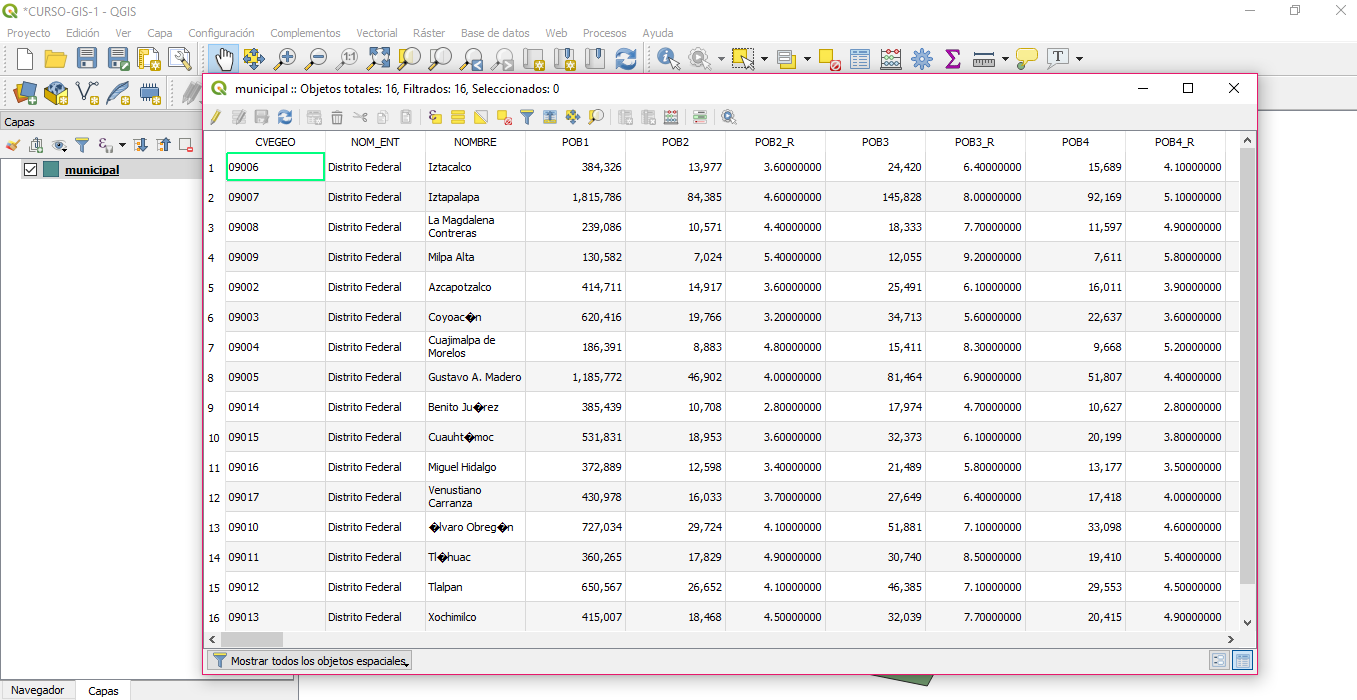 *CURSO-GIS-1 - QGIS
Proyecto Edición Ver Capa Configuración Complementos Vectorial Ráster Base de datos Web Procesos Ayuda
municipal :: Objetos totales: 16, Filtrados: 16, Seleccionados: 0
Capas
municipal
CVEGEO NOM_ENT NOMBRE POB1 POB2 POB2_R POB3 POB3_R POB4 POB4_R
1 09006 Distrito Federal Iztacalco 384,326 13,977 3.60000000 24,420 6.40000000 15,689 4.10000000
2 09007 Distrito Federal Iztapalapa 1,815,786 84,385 4.60000000 145,828 8.00000000 92,169 5.10000000
3 09008 Distrito Federal La Magdalena Contreras 239,086 10,571 4.40000000 18,333 7.70000000 11,597 4.90000000
4 09009 Distrito Federal Milpa Alta 130,582 7,024 5.40000000 12,055 9.20000000 7,611 5.80000000
5 09002 Distrito Federal Azcapotzalco 414,711 14,917 3.60000000 25,491 6.10000000 16,011 3.90000000
6 09003 Distrito Federal Coyoac�n 620,416 19,766 3.20000000 34,713 5.60000000 22,637 3.60000000
7 09004 Distrito Federal Cuajimalpa de Morelos 186,391 8,883 4.80000000 15,411 8.30000000 9,668 5.20000000
8 09005 Distrito Federal Gustavo A. Madero 1,185,772 46,902 4.00000000 81,464 6.90000000 51,807 4.40000000
9 09014 Distrito Federal Benito Ju�rez 385,439 10,708 2.80000000 17,974 4.70000000 10,627 2.80000000
10 09015 Distrito Federal Cuauht�moc 531,831 18,953 3.60000000 32,373 6.10000000 20,199 3.80000000
11 09016 Distrito Federal Miguel Hidalgo 372,889 12,598 3.40000000 21,489 5.80000000 13,177 3.50000000
12 09017 Distrito Federal Venustiano Carranza 430,978 16,033 3.70000000 27,649 6.40000000 17,418 4.00000000
13 09010 Distrito Federal �lvaro Obreg�n 727,034 29,724 4.10000000 51,881 7.10000000 33,098 4.60000000
14 09011 Distrito Federal Tl�huac 360,265 17,829 4.90000000 30,740 8.50000000 19,410 5.40000000
15 09012 Distrito Federal Tlalpan 650,567 26,652 4.10000000 46,385 7.10000000 29,553 4.50000000
16 09013 Distrito Federal Xochimilco 415,007 18,468 4.50000000 32,039 7.70000000 20,415 4.90000000
Mostrar todos los objetos espaciales
Navegador Capas